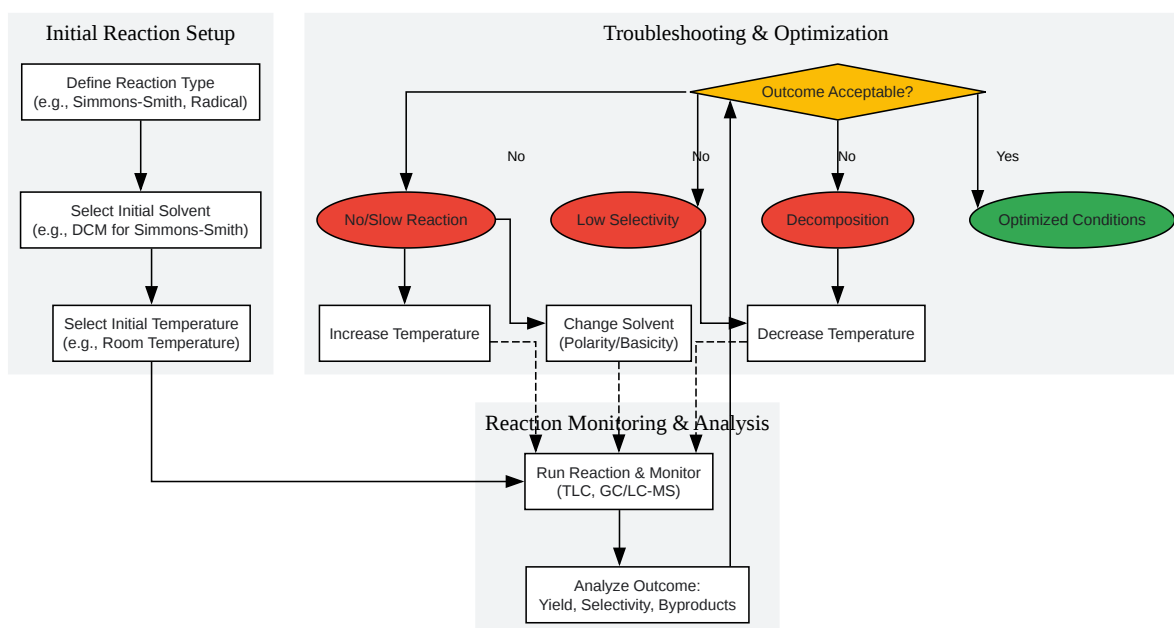 Initial Reaction Setup
Define Reaction Type
(e.g., Simmons-Smith, Radical)
Select Initial Solvent
(e.g., DCM for Simmons-Smith)
Select Initial Temperature
(e.g., Room Temperature)
Troubleshooting & Optimization
Outcome Acceptable?
No
No
No
Yes
No/Slow Reaction
Low Selectivity
Decomposition
Optimized Conditions
Increase Temperature
Change Solvent
(Polarity/Basicity)
Decrease Temperature
Reaction Monitoring & Analysis
Run Reaction & Monitor
(TLC, GC/LC-MS)
Analyze Outcome:
Yield, Selectivity, Byproducts